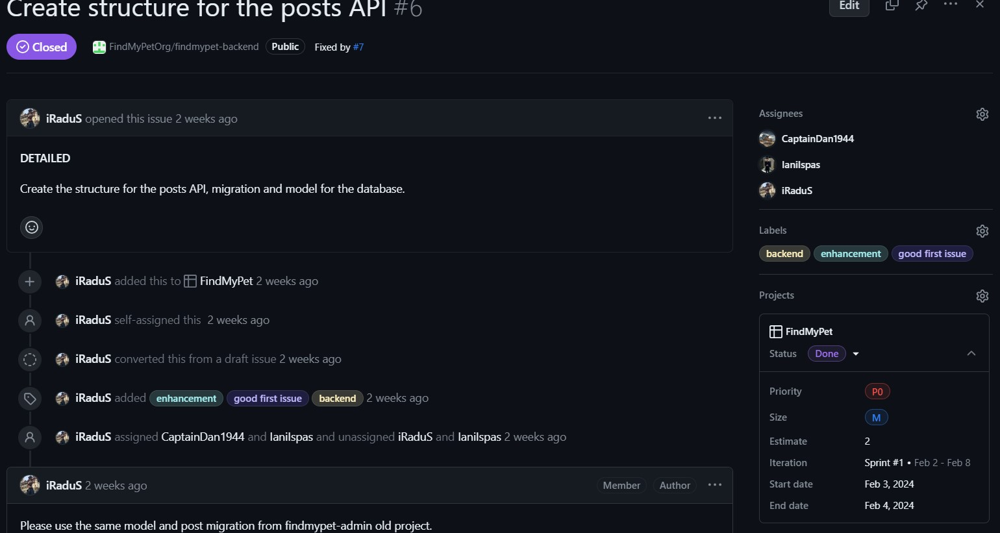 Create structure for the posts API #6
Edit
Closed
FindMyPetOrg/findmypet-backend
Public
Fixed by #7
iRaduS opened this issue 2 weeks ago
DETAILED
Create the structure for the posts API, migration and model for the database.
iRaduS added this to FindMyPet 2 weeks ago
iRaduS self-assigned this 2 weeks ago
iRaduS converted this from a draft issue 2 weeks ago
iRaduS added enhancement good first issue backend 2 weeks ago
iRaduS assigned CaptainDan1944 and IaniIspas and unassigned iRaduS and IaniIspas 2 weeks ago
iRaduS 2 weeks ago
Member
Author
Please use the same model and post migration from findmypet-admin old project.
Assignees
CaptainDan1944
IaniIspas
iRaduS
Labels
backend enhancement good first issue
Projects
FindMyPet
Status Done
Priority P0
Size M
Estimate 2
Iteration Sprint #1 • Feb 2 - Feb 8
Start date Feb 3, 2024
End date Feb 4, 2024